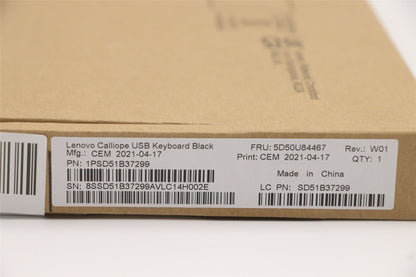 Lenovo Calliope USB Keyboard Black
Mfg.: CEM 2021-04-17
PN: 1PSD51B37299
SN: 8SSD51B37299AVLC14H002E
FRU: 5D50U84467 Rev.: W01
Print: CEM 2021-04-17 QTY: 1
Made in China
LC PN: SD51B37299